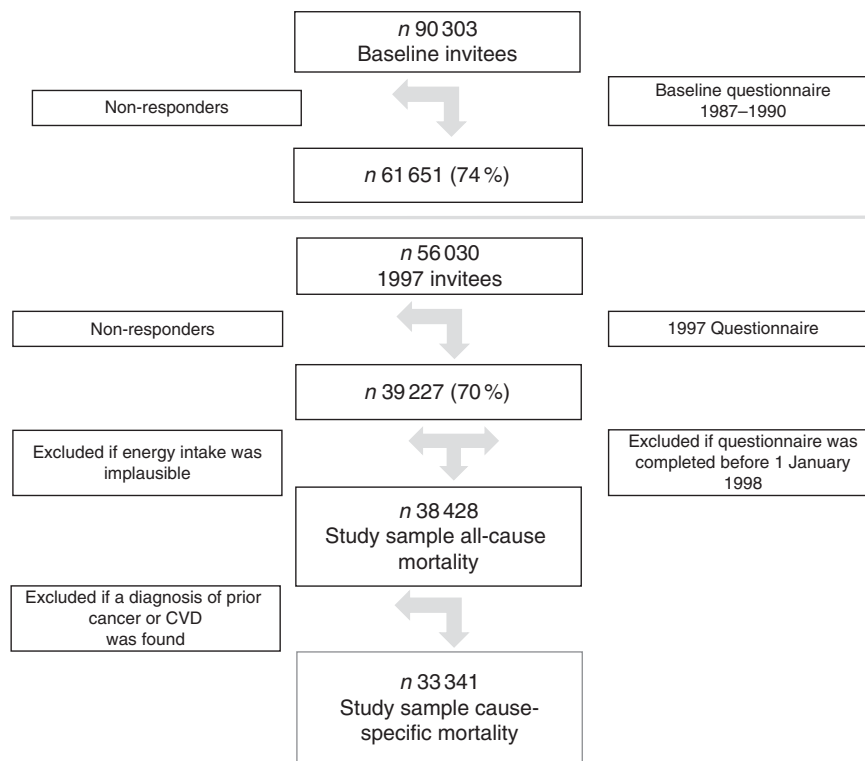 n 90 303
Baseline invitees
Non-responders
Baseline questionnaire
1987–1990
n 61 651 (74 %)
n 56 030
1997 invitees
Non-responders
1997 Questionnaire
n 39 227 (70 %)
Excluded if energy intake was
implausible
Excluded if questionnaire was
completed before 1 January
1998
n 38 428
Study sample all-cause
mortality
Excluded if a diagnosis of prior
cancer or CVD
was found
n 33 341
Study sample cause-
specific mortality